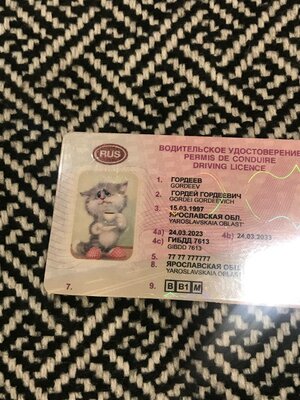 RUS
ВОДИТЕЛЬСКОЕ УДОСТОВЕРЕНИЕ
PERMIS DE CONDUIRE
DRIVING LICENCE
1. ГОРДЕЕВ
GORDEEV
2. ГОРДЕЙ ГОРДЕЕВИЧ
GORDEI GORDEEVICH
3. 15.03.1997
ЯРОСЛАВСКАЯ ОБЛ.
YAROSLAVSKAIA OBLAST
4a) 24.03.2023 4b) 24.03.2033
4c) ГИБДД 7613
GIBDD 7613
5. 77 77 777777
8. ЯРОСЛАВСКАЯ ОБЛ
YAROSLAVSKAIA OBLAST
7. 9. B B1 M